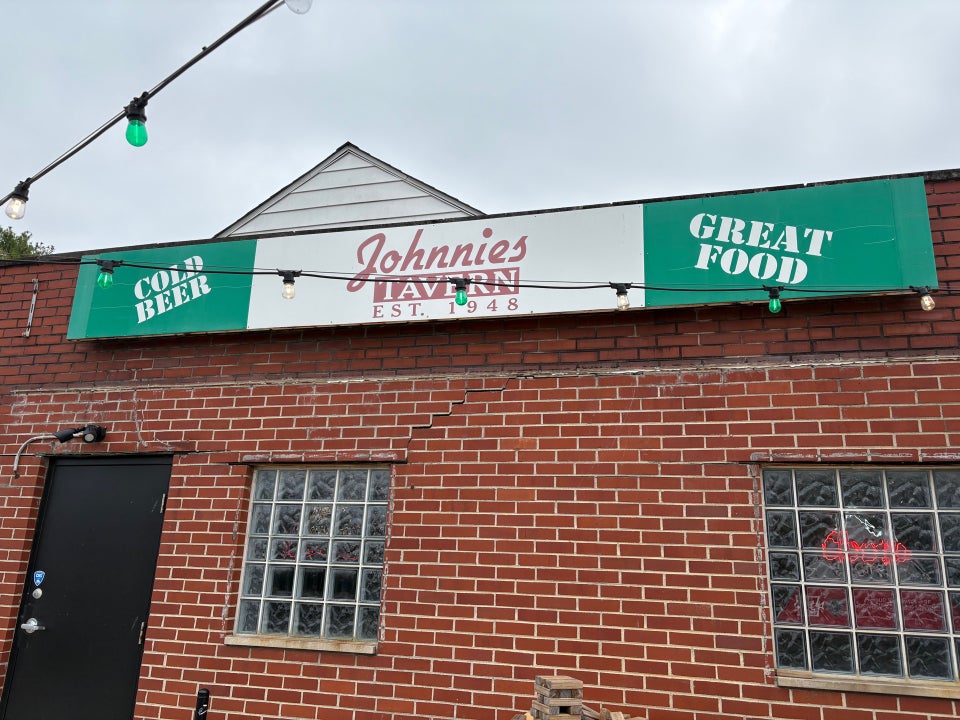 COLD
BEER
Johnnies
TAVERN
EST. 1948
GREAT
FOOD